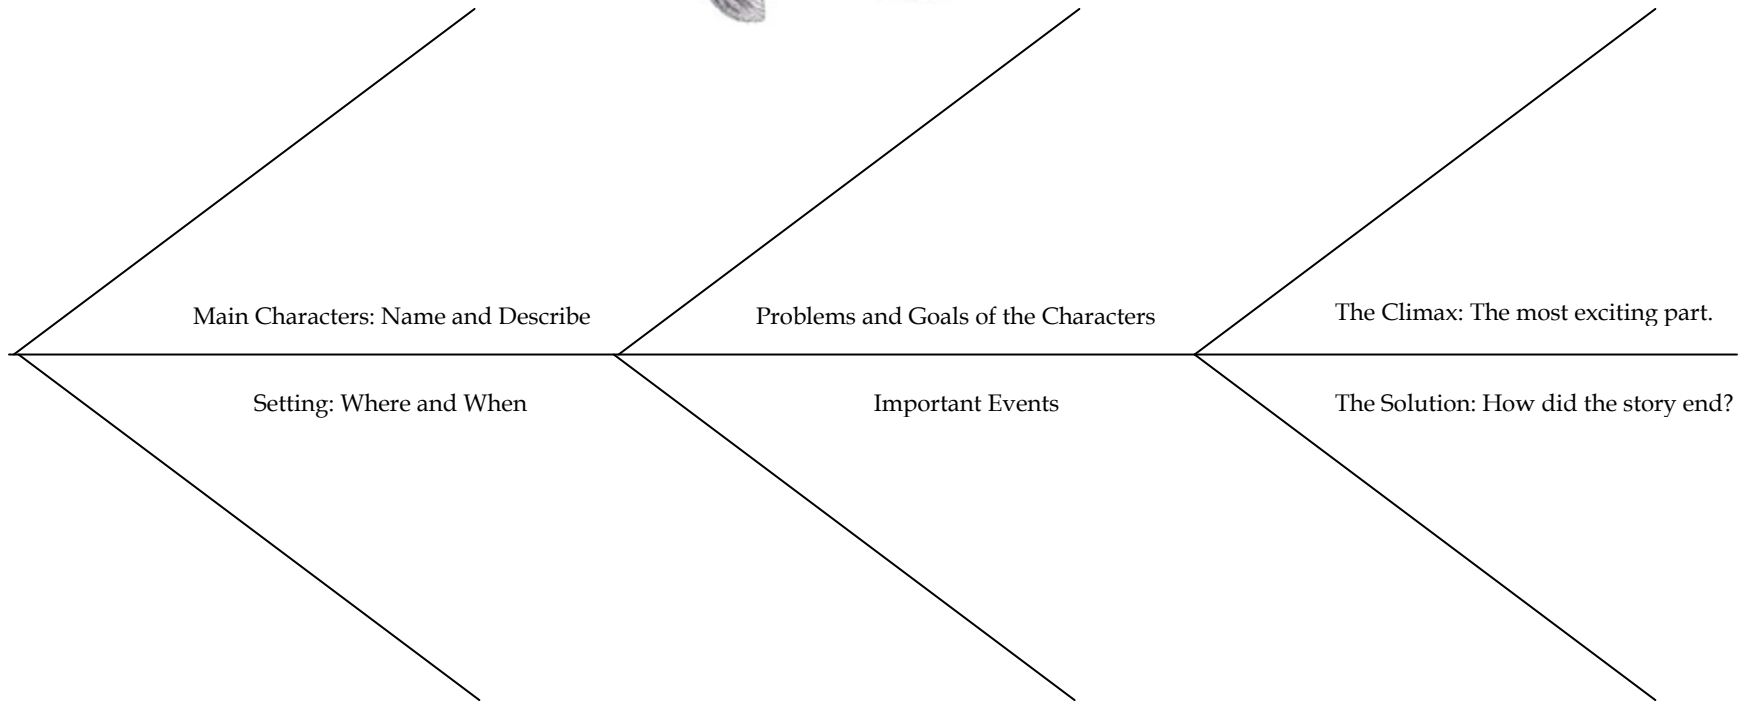 Main Characters: Name and Describe
Problems and Goals of the Characters
The Climax: The most exciting part.
Setting: Where and When
Important Events
The Solution: How did the story end?